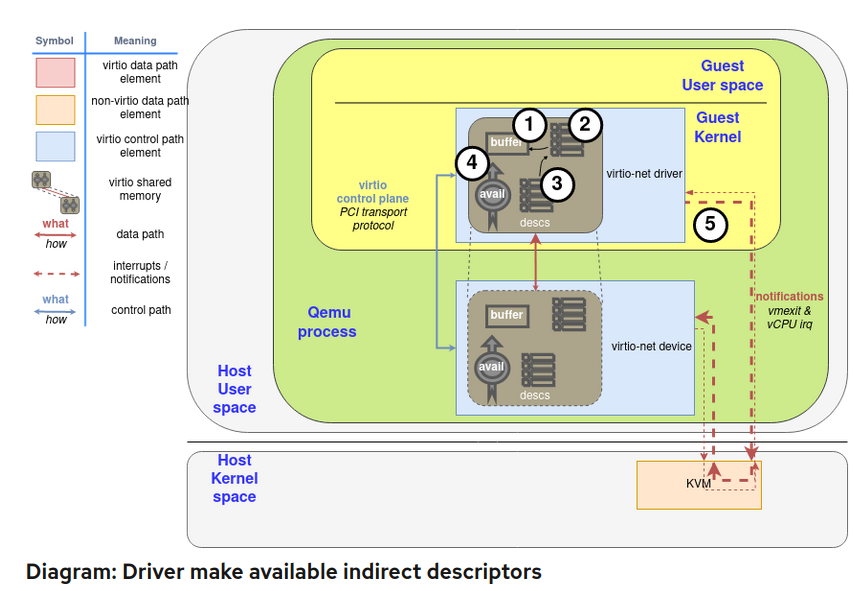 Symbol
Meaning
virtio data path
element
non-virtio data path
element
virtio control path
element
virtio shared
memory
what
how
data path
interrupts /
notifications
what
how
control path
Guest
User space
Guest
Kernel
1
2
buffer
4
3
avail
descs
virtio-net driver
virtio
control plane
PCI transport
protocol
5
Qemu
process
buffer
avail
descs
virtio-net device
notifications
vmexit &
vCPU irq
Host
User
space
Host
Kernel
space
KVM
Diagram: Driver make available indirect descriptors